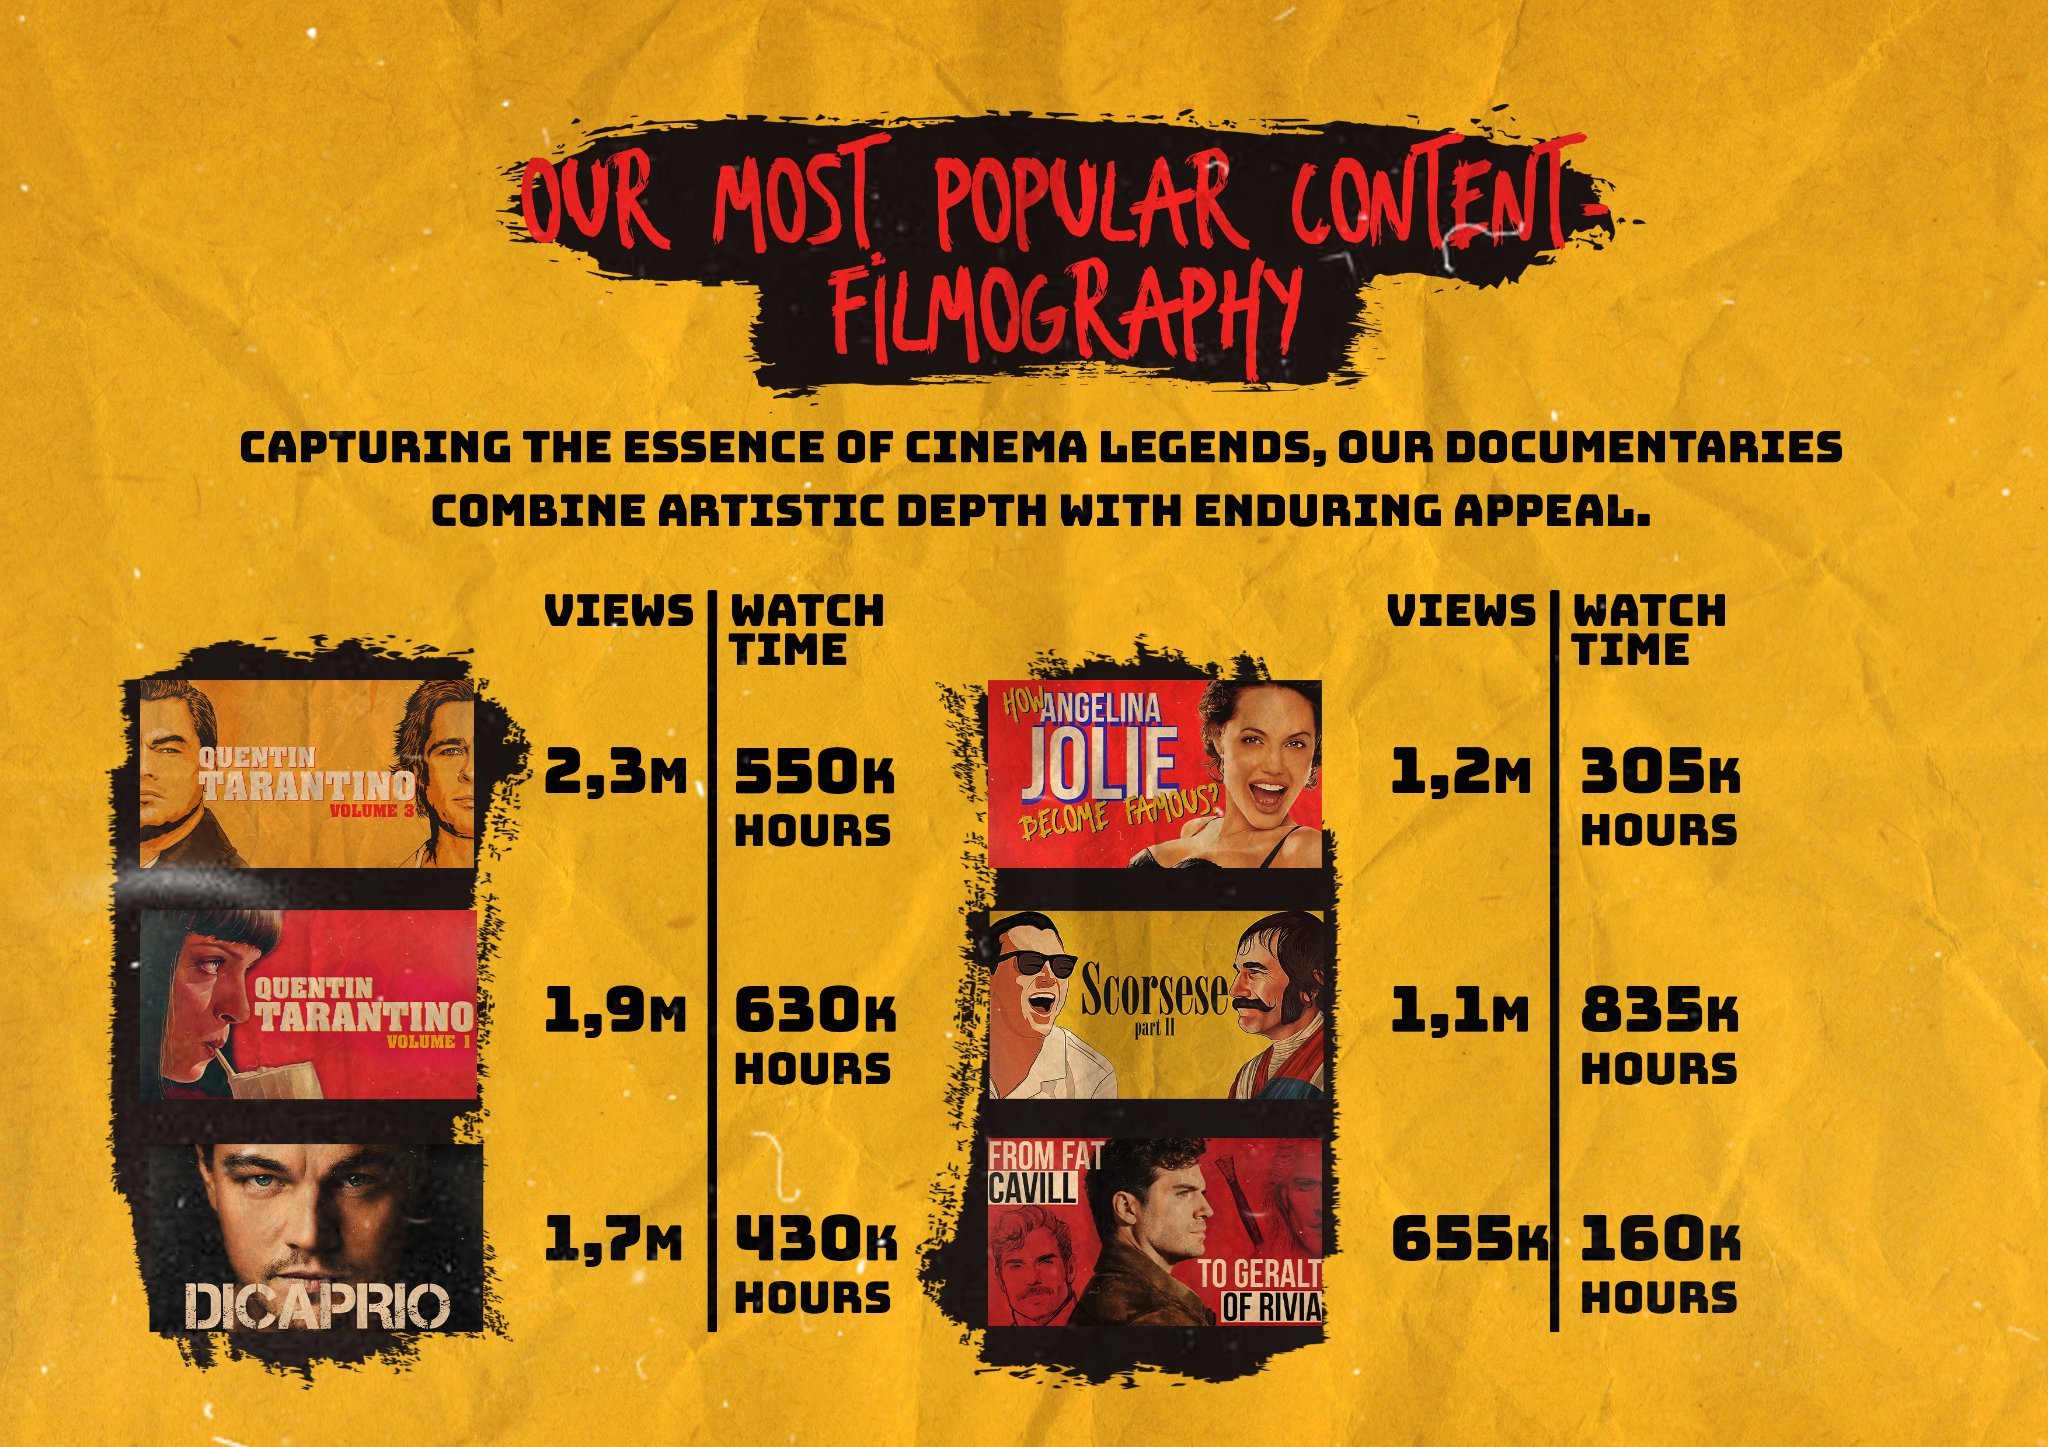 OUR MOST POPULAR CONTENT-
FILMOGRAPHY
CAPTURING THE ESSENCE OF CINEMA LEGENDS, OUR DOCUMENTARIES
COMBINE ARTISTIC DEPTH WITH ENDURING APPEAL.
VIEWS
WATCH
TIME
QUENTIN
TARANTINO
VOLUME 3
2,3M
550K
HOURS
QUENTIN
TARANTINO
VOLUME 1
1,9M
630K
HOURS
DICAPRIO
1,7M
430K
HOURS
VIEWS
WATCH
TIME
HOW
ANGELINA
JOLIE
BECOME FAMOUS?
1,2M
305K
HOURS
Scorsese
part II
1,1M
835K
HOURS
FROM FAT
CAVILL
TO GERALT
OF RIVIA
655K
160K
HOURS